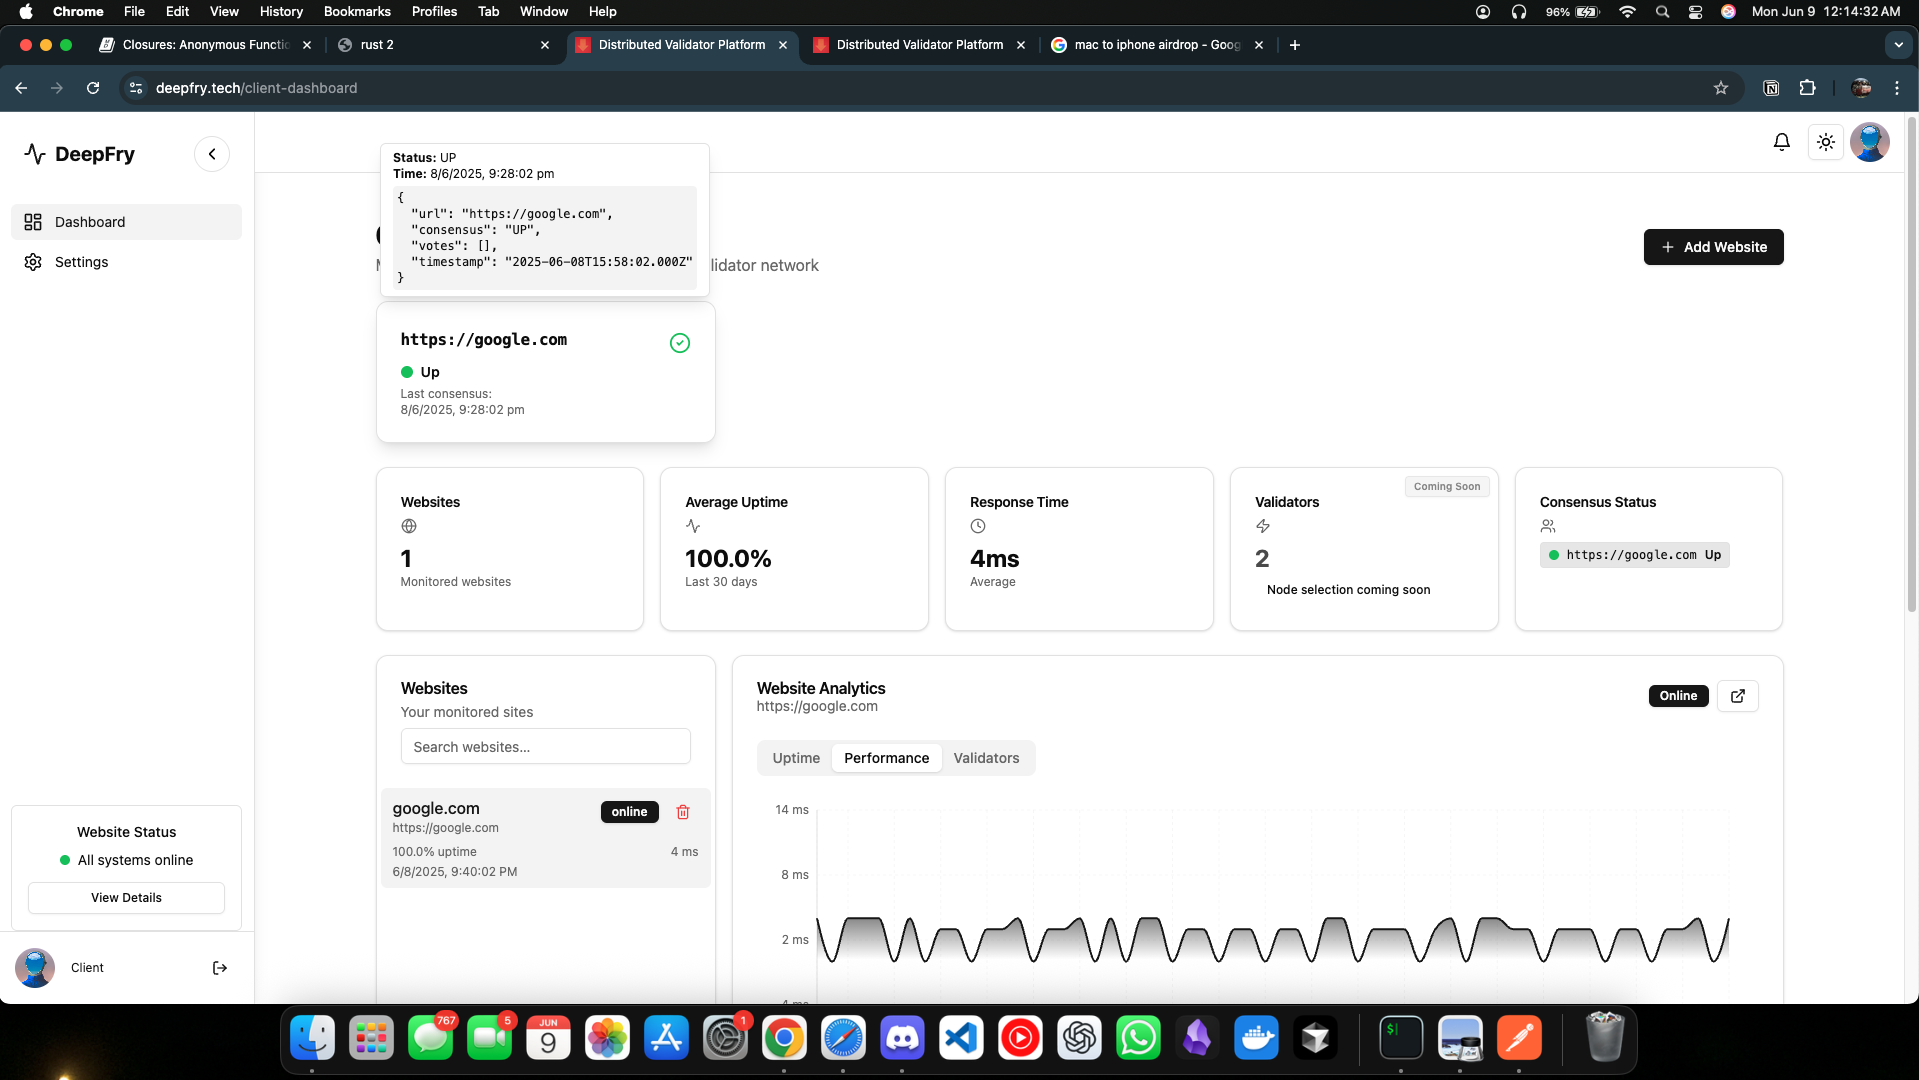 Chrome File Edit View History Bookmarks Profiles Tab Window Help 96% Mon Jun 9 12:14:32 AM
Closures: Anonymous Functio rust 2 Distributed Validator Platform Distributed Validator Platform mac to iphone airdrop - Goog
deepfry.tech/client-dashboard
DeepFry
Dashboard
Settings
Status: UP
Time: 8/6/2025, 9:28:02 pm
{
"url": "https://google.com",
"consensus": "UP",
"votes": [],
"timestamp": "2025-06-08T15:58:02.000Z"
}
lidator network
+ Add Website
https://google.com
Up
Last consensus:
8/6/2025, 9:28:02 pm
Websites
1
Monitored websites
Average Uptime
100.0%
Last 30 days
Response Time
4ms
Average
Coming Soon
Validators
2
Node selection coming soon
Consensus Status
https://google.com Up
Websites
Your monitored sites
Search websites...
google.com online
https://google.com
100.0% uptime 4 ms
6/8/2025, 9:40:02 PM
Website Analytics
https://google.com
Online
Uptime Performance Validators
14 ms
8 ms
2 ms
Website Status
All systems online
View Details
Client
767
5
JUN
9
1
$